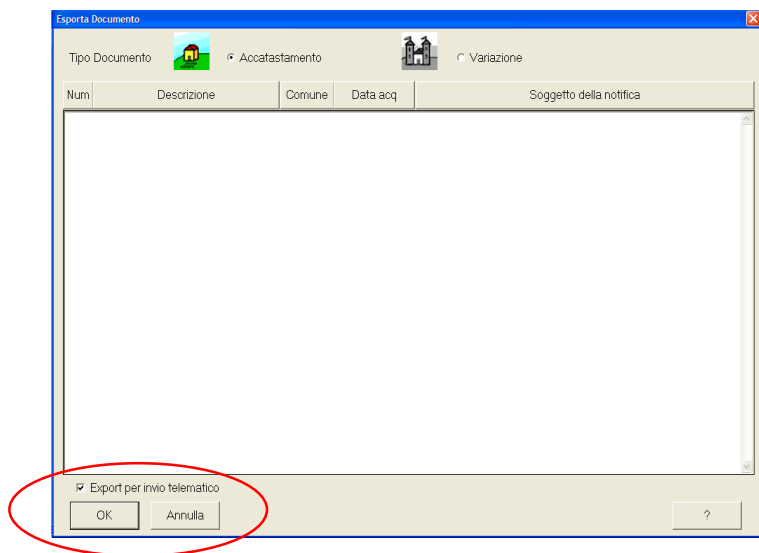 Esporta Documento
Tipo Documento Accatastamento Variazione
Num Descrizione Comune Data acq Soggetto della notifica
Export per invio telematico
OK Annulla ?